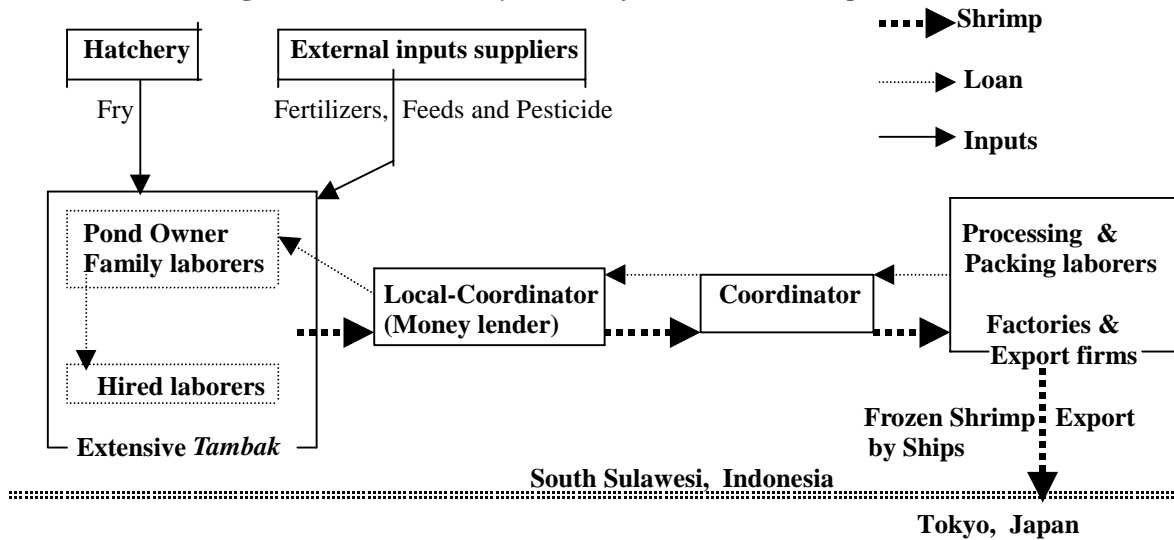 Shrimp
Hatchery
External inputs suppliers
Loan
Fry
Fertilizers, Feeds and Pesticide
Inputs
Pond Owner
Family laborers
Processing &
Packing laborers
Local-Coordinator
(Money lender)
Coordinator
Factories &
Export firms
Hired laborers
Frozen Shrimp Export
by Ships
Extensive Tambak
South Sulawesi, Indonesia
Tokyo, Japan